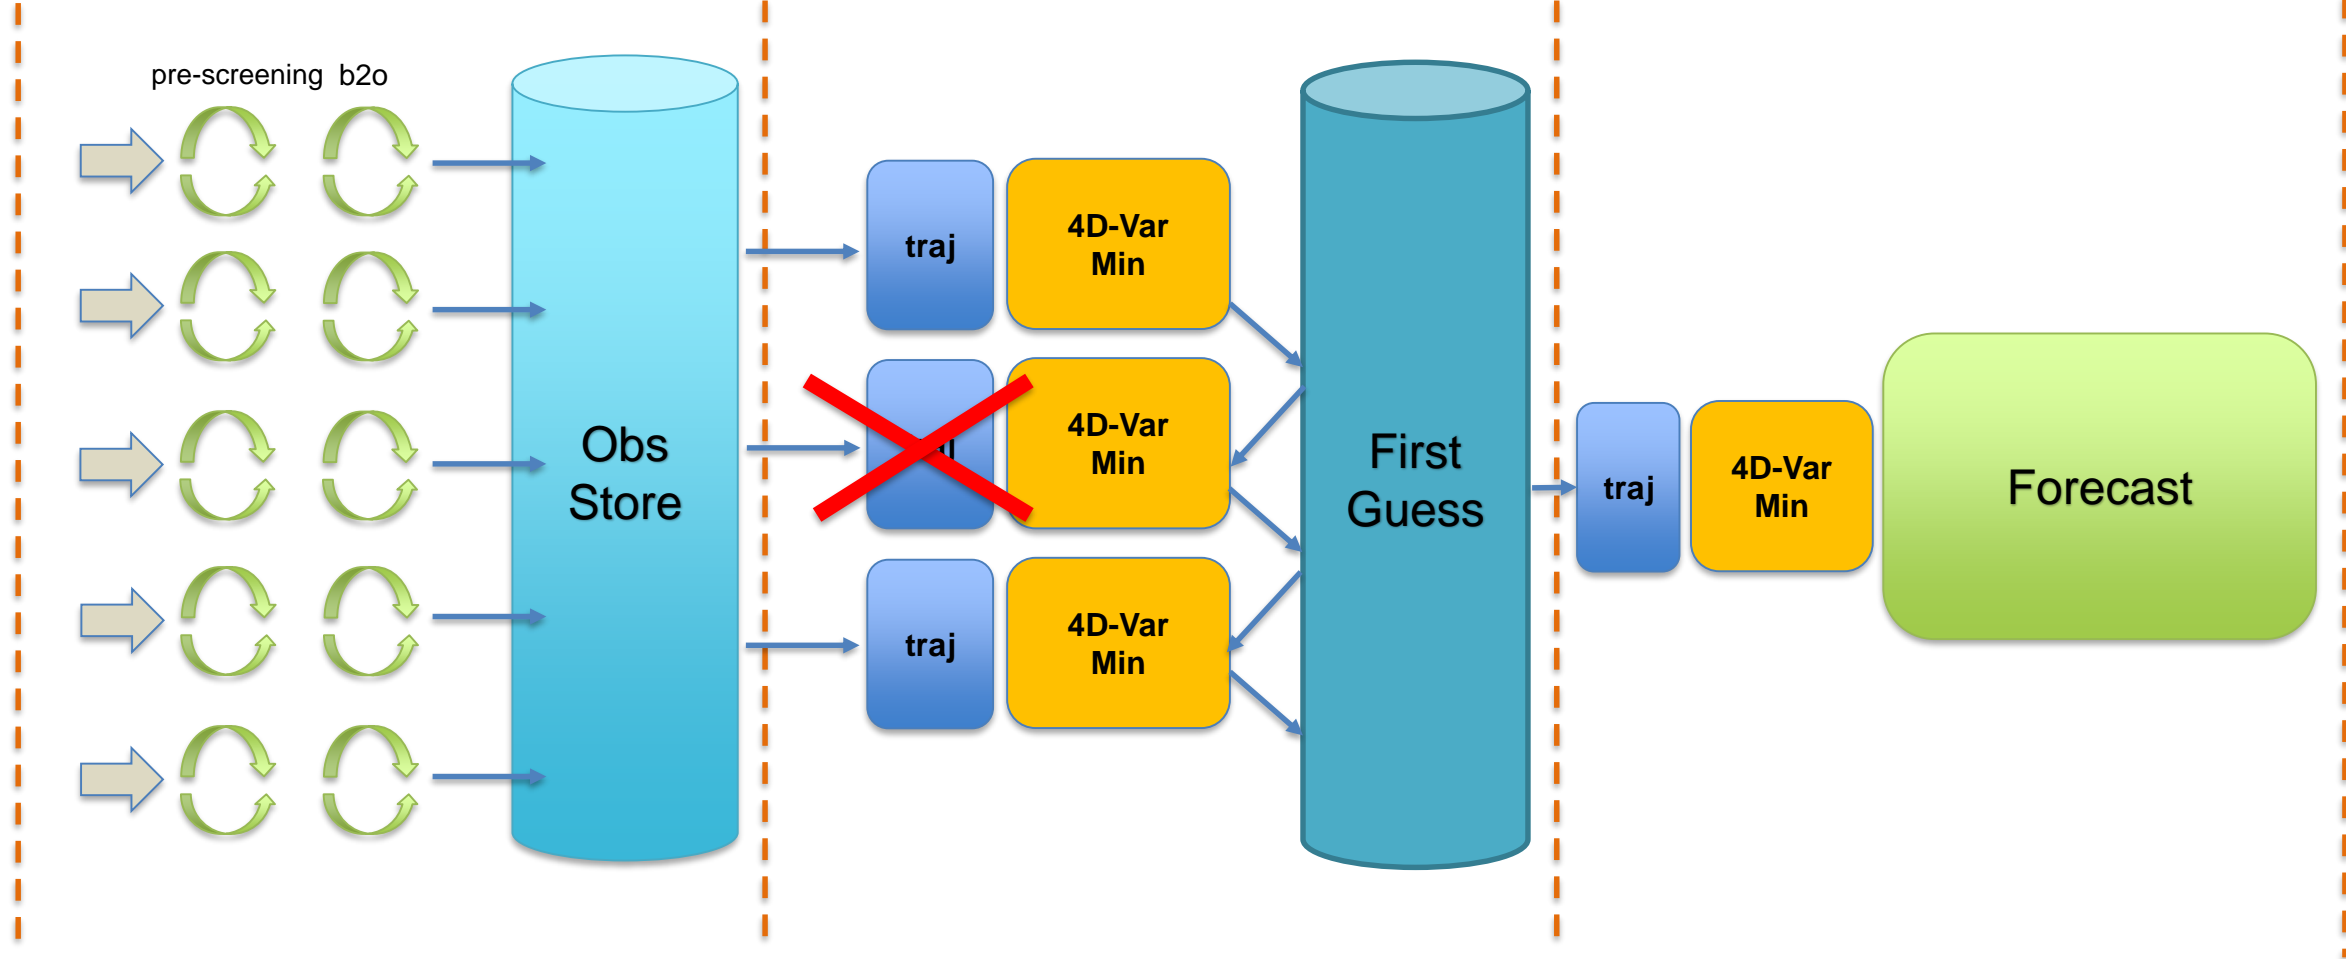 pre-screening b2o
Obs
Store
traj
4D-Var
Min
4D-Var
Min
traj
4D-Var
Min
First
Guess
traj
4D-Var
Min
Forecast